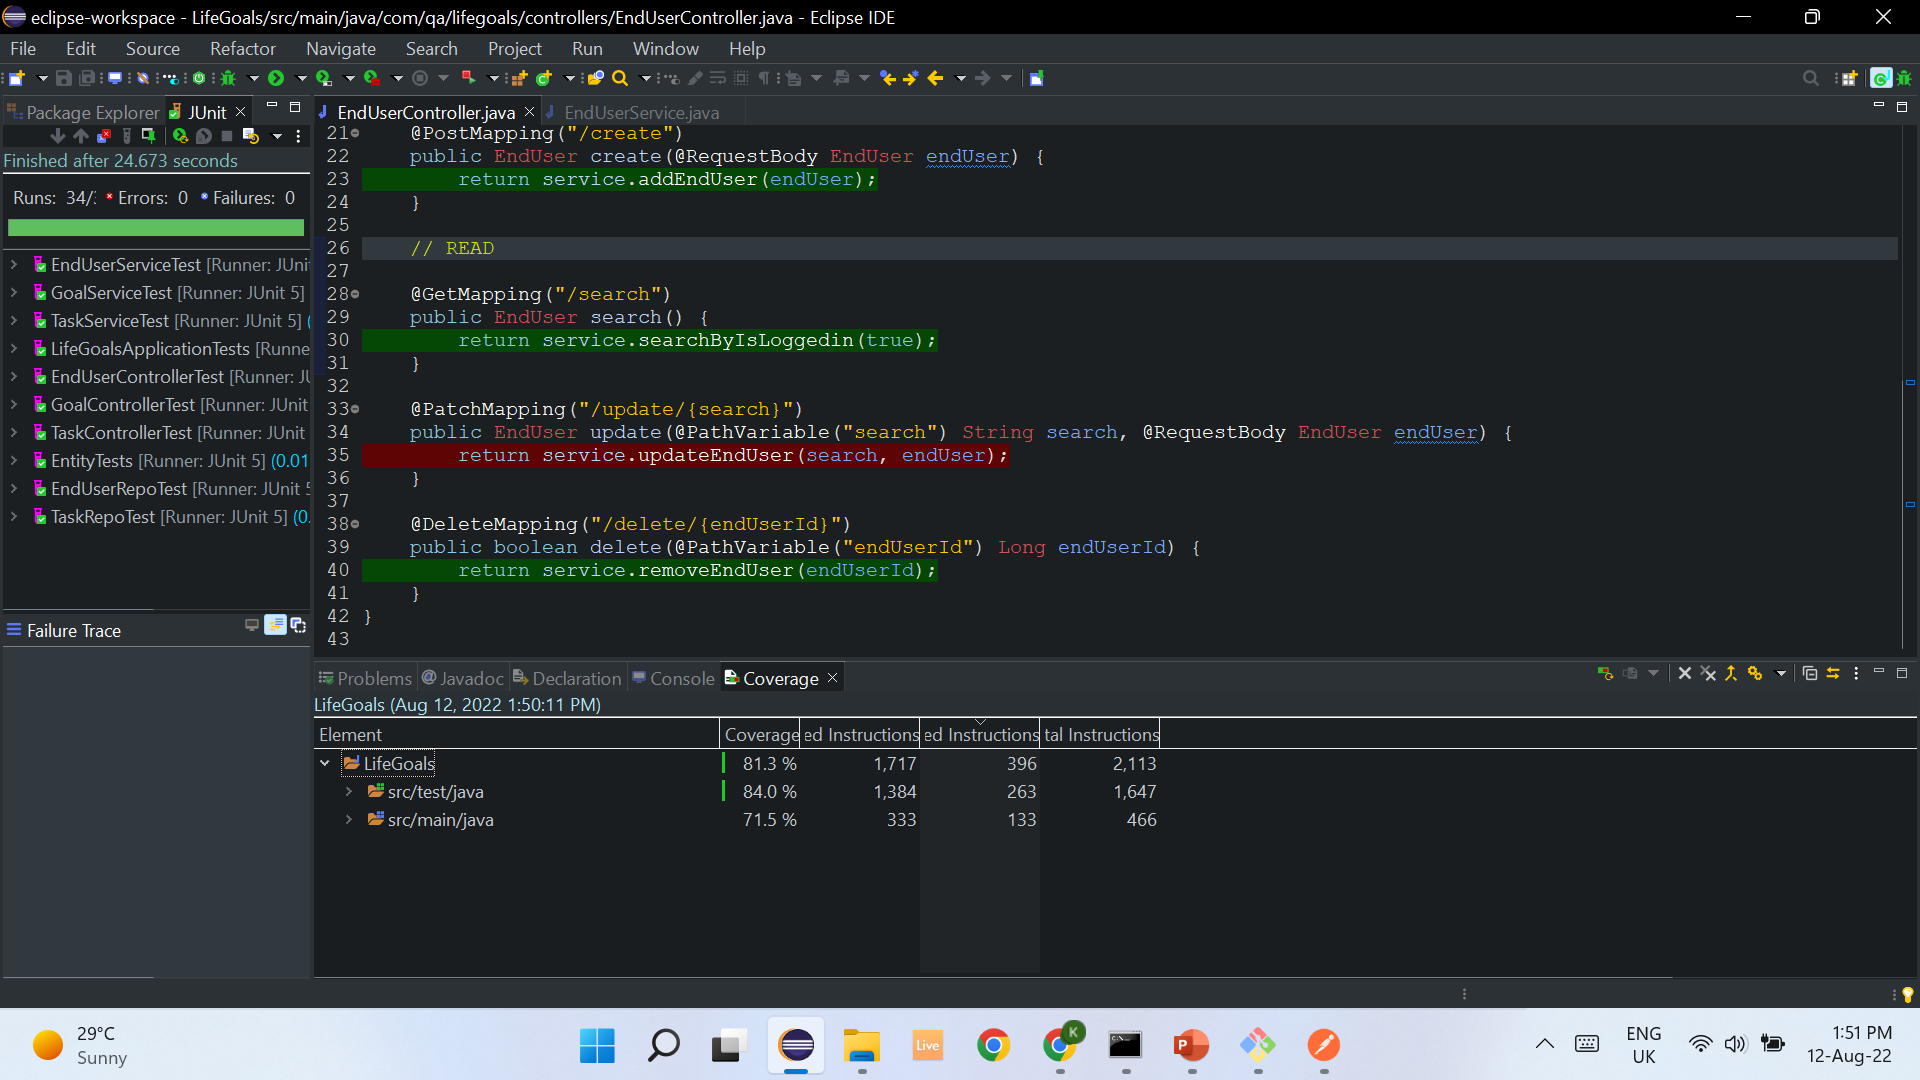 eclipse-workspace - LifeGoals/src/main/java/com/qa/lifegoals/controllers/EndUserController.java - Eclipse IDE
File Edit Source Refactor Navigate Search Project Run Window Help
Package Explorer JUnit
EndUserController.java EndUserService.java
Finished after 24.673 seconds
Runs: 34/ Errors: 0 Failures: 0
EndUserServiceTest [Runner: JUni
GoalServiceTest [Runner: JUnit 5]
TaskServiceTest [Runner: JUnit 5] (
LifeGoalsApplicationTests [Runne
EndUserControllerTest [Runner: JU
GoalControllerTest [Runner: JUnit
TaskControllerTest [Runner: JUnit
EntityTests [Runner: JUnit 5] (0.01
EndUserRepoTest [Runner: JUnit 5
TaskRepoTest [Runner: JUnit 5] (0.
Failure Trace
21 @PostMapping("/create")
22 public EndUser create(@RequestBody EndUser endUser) {
23 return service.addEndUser(endUser);
24 }
25
26 // READ
27
28 @GetMapping("/search")
29 public EndUser search() {
30 return service.searchByIsLoggedin(true);
31 }
32
33 @PatchMapping("/update/{search}")
34 public EndUser update(@PathVariable("search") String search, @RequestBody EndUser endUser) {
35 return service.updateEndUser(search, endUser);
36 }
37
38 @DeleteMapping("/delete/{endUserId}")
39 public boolean delete(@PathVariable("endUserId") Long endUserId) {
40 return service.removeEndUser(endUserId);
41 }
42 }
43
Problems @ Javadoc Declaration Console Coverage
LifeGoals (Aug 12, 2022 1:50:11 PM)
Element Coverage ed Instructions ed Instructions tal Instructions
LifeGoals 81.3 % 1,717 396 2,113
src/test/java 84.0 % 1,384 263 1,647
src/main/java 71.5 % 333 133 466
29°C
Sunny
Live
K
P
ENG
UK
1:51 PM
12-Aug-22